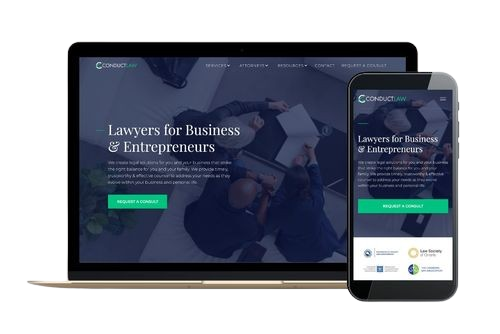 CONDUCTLAW
SERVICES ATTORNEYS RESOURCES CONTACT REQUEST A CONSULT
Lawyers for Business
& Entrepreneurs
We create legal solutions for you and your business that strike
the right balance for you and your family. We provide timely,
trustworthy & effective counsel to address your needs as they
evolve within your business and personal life.
REQUEST A CONSULT
CONDUCTLAW
Lawyers for Business
& Entrepreneurs
We create legal solutions for you and your business
that strike the right balance for you and your
family. We provide timely, trustworthy & effective
counsel to address your needs as they evolve
within your business and personal life.
REQUEST A CONSULT
Law Society
of Ontario